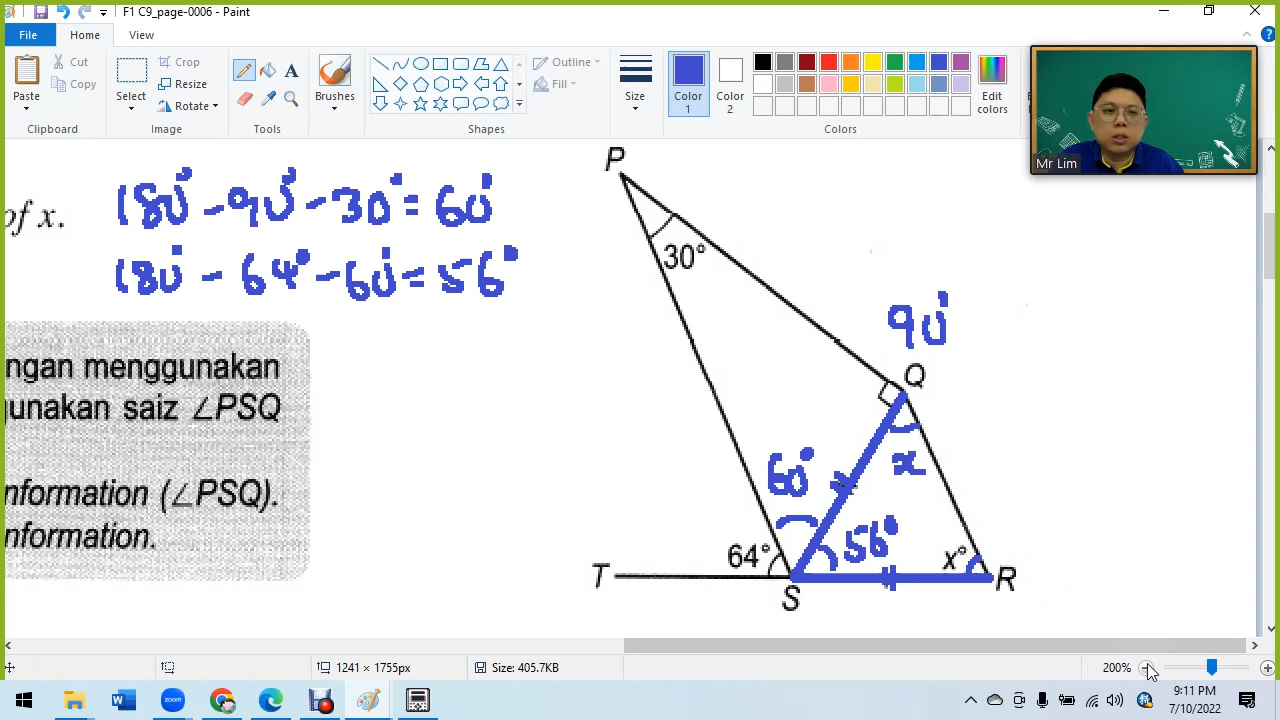 F1 C9_page-0006 - Paint
File
Home
View
Paste
Cut
Copy
Clipboard
Select
Crop
Resize
Rotate
Image
A
Tools
Brushes
Outline
Fill
Shapes
Size
Color 1
Color 2
Edit colors
Colors
Mr Lim
of x.
180° - 90° - 30° = 60°
180° - 64° - 60° = 56°
ngan menggunakan
gunakan saiz ∠PSQ
nformation (∠PSQ).
nformation.
P
30°
90°
Q
x
60°
56°
64°
x°
T
S
R
1241 × 1755px
Size: 405.7KB
200%
zoom
9:11 PM
7/10/2022